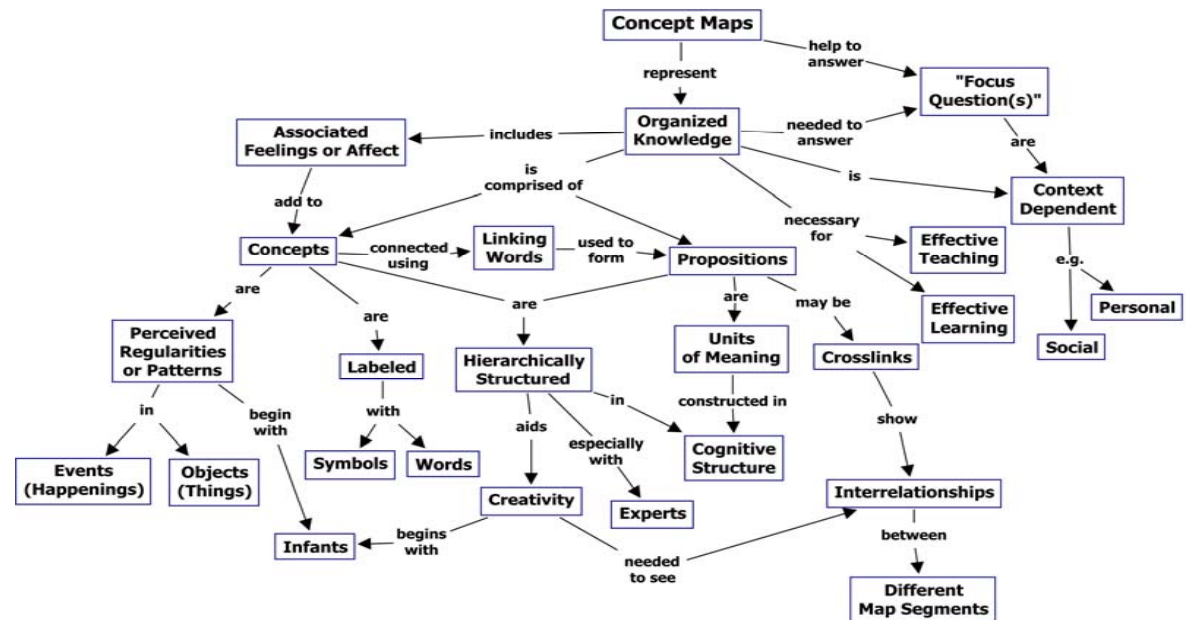 Concept Maps
help to
answer
represent
"Focus
Question(s)"
Organized
Knowledge
Associated
Feelings or Affect
includes
needed to
answer
are
is
comprised of
is
Context
Dependent
add to
necessary
for
Concepts
connected
using
Linking
Words
used to
form
Propositions
Effective
Teaching
e.g.
are
are
are
are
may be
Effective
Learning
Personal
Perceived
Regularities
or Patterns
Labeled
Hierarchically
Structured
Units
of Meaning
Crosslinks
Social
in
begin
with
with
aids
especially
with
in
constructed in
show
Events
(Happenings)
Objects
(Things)
Symbols
Words
Cognitive
Structure
Creativity
Experts
Interrelationships
Infants
begins
with
needed
to see
between
Different
Map Segments